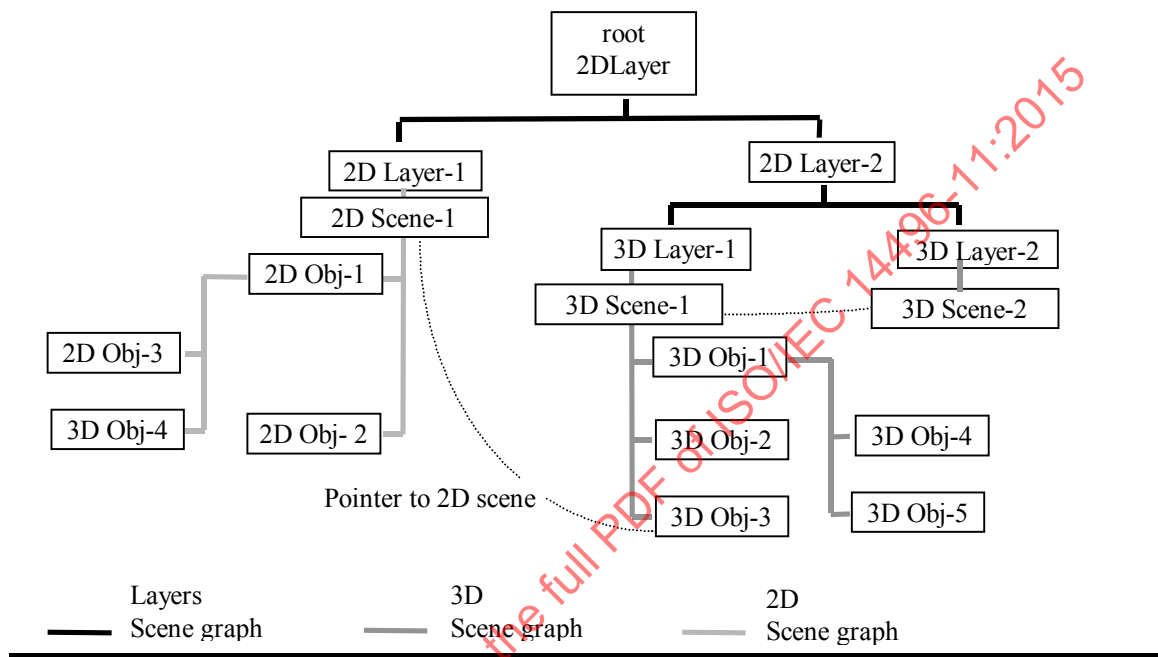 root
2DLayer
2D Layer-1
2D Layer-2
2D Scene-1
3D Layer-1
3D Layer-2
2D Obj-1
3D Scene-1
3D Scene-2
2D Obj-3
3D Obj-1
3D Obj-4
2D Obj- 2
3D Obj-2
3D Obj-4
Pointer to 2D scene
3D Obj-3
3D Obj-5
Layers
Scene graph
3D
Scene graph
2D
Scene graph
the full PDF of ISO/IEC 14496-11:2015